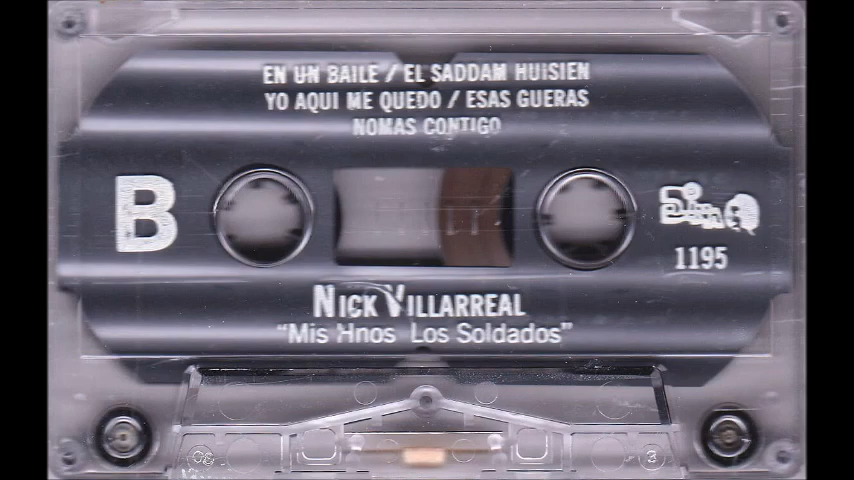 EN UN BAILE / EL SADDAM HUISIEN
YO AQUI ME QUEDO / ESAS GUERAS
NOMAS CONTIGO
B
1195
NICK VILLARREAL
"Mis Hnos Los Soldados"